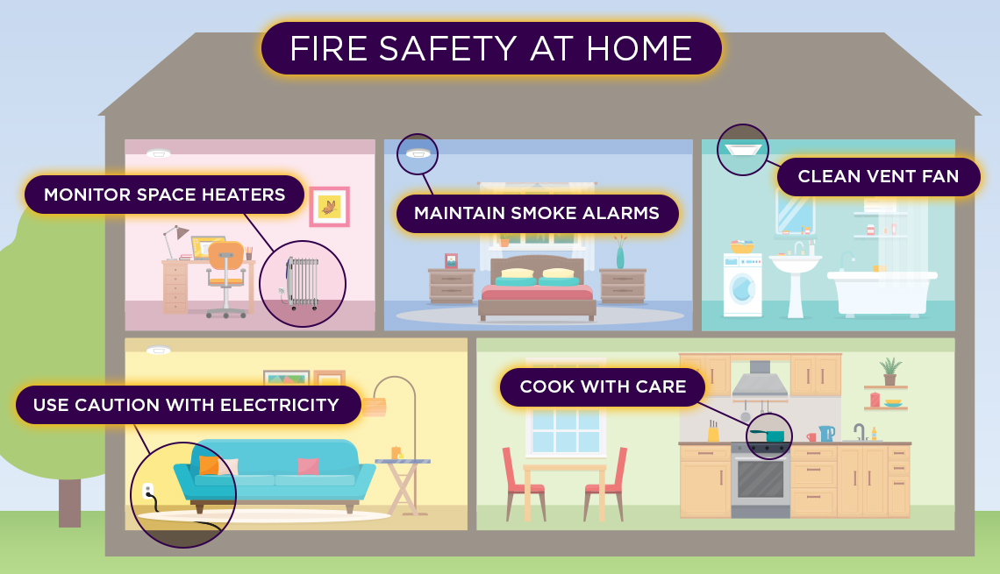 FIRE SAFETY AT HOME
MONITOR SPACE HEATERS
MAINTAIN SMOKE ALARMS
CLEAN VENT FAN
USE CAUTION WITH ELECTRICITY
COOK WITH CARE